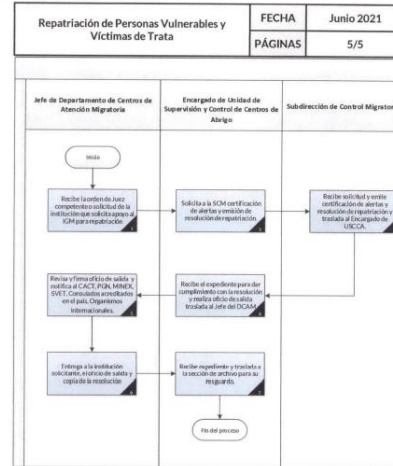 Repatriación de Personas Vulnerables y
Víctimas de Trata
FECHA
Junio 2021
PÁGINAS
5/5
Jefe de Departamento de Centros de
Atención Migratoria
Encargado de Unidad de
Supervisión y Control de Centros de
Abrigo
Subdirección de Control Migrator
Inicio
Recibe la orden de Juez
competente o solicitud de la
institución que solicita apoyo al
IGM para repatriación.
1
Solicita a la SCM certificación
de alertas y emisión de
resolución de repatriación.
2
Recibe solicitud y emite
certificación de alertas y
resolución de repatriación y
traslada al Encargado de
USCCA.
Revisa y firma oficio de salida y
notifica al CACT, PGN, MINEX,
SVET, Consulados acreditados
en el país, Organismos
Internacionales.
5
Recibe el expediente para dar
cumplimiento con la resolución
y realiza oficio de salida
traslada al Jefe del DCAM
4
Entrega a la institución
solicitante, el oficio de salida y
copia de la resolución
6
Recibe expediente y traslada a
la sección de archivo para su
resguardo.
7
Fin del proceso